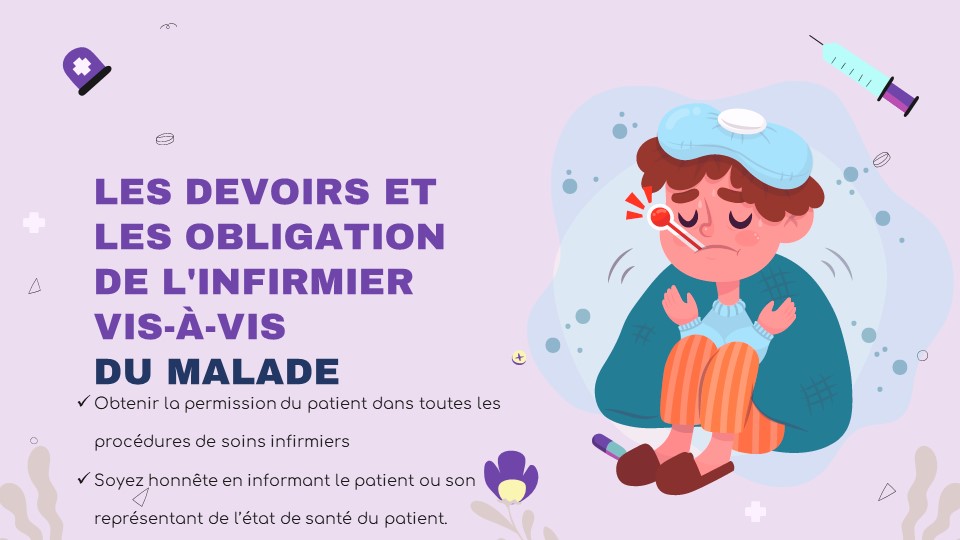 LES DEVOIRS ET
LES OBLIGATION
DE L'INFIRMIER
VIS-À-VIS
DU MALADE
✓ Obtenir la permission du patient dans toutes les
procédures de soins infirmiers
✓ Soyez honnête en informant le patient ou son
représentant de l'état de santé du patient.